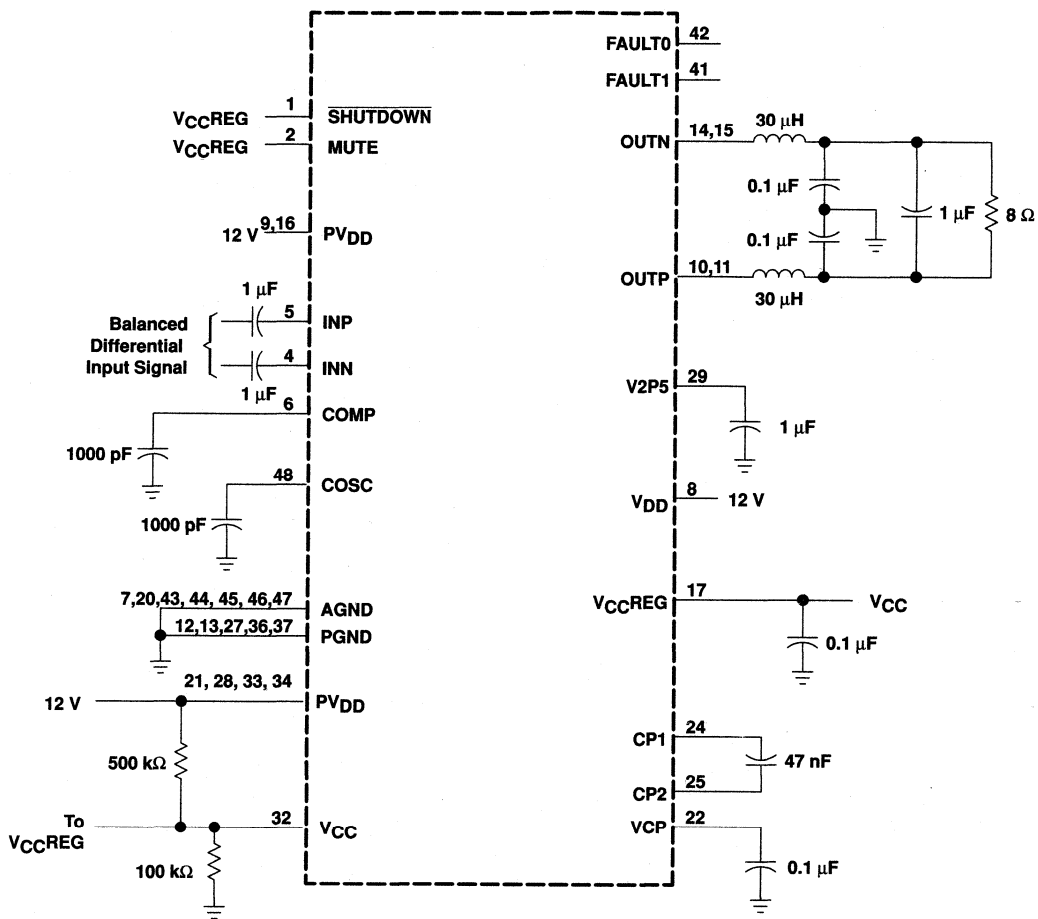 FAULT0 42
FAULT1 41
VCCREG 1 SHUTDOWN
VCCREG 2 MUTE
OUTN 14,15 30 μH
0.1 μF
1 μF 8 Ω
0.1 μF
OUTP 10,11
30 μH
12 V 9,16 PVDD
1 μF
5 INP
Balanced
Differential
Input Signal
4 INN
1 μF
6 COMP
1000 pF
48 COSC
1000 pF
V2P5 29
1 μF
VDD 8 12 V
7,20,43, 44, 45, 46,47 AGND
12,13,27,36,37 PGND
VCCREG 17 VCC
0.1 μF
21, 28, 33, 34
12 V PVDD
500 kΩ
To
VCCREG
32 VCC
100 kΩ
CP1 24
47 nF
CP2 25
VCP 22
0.1 μF